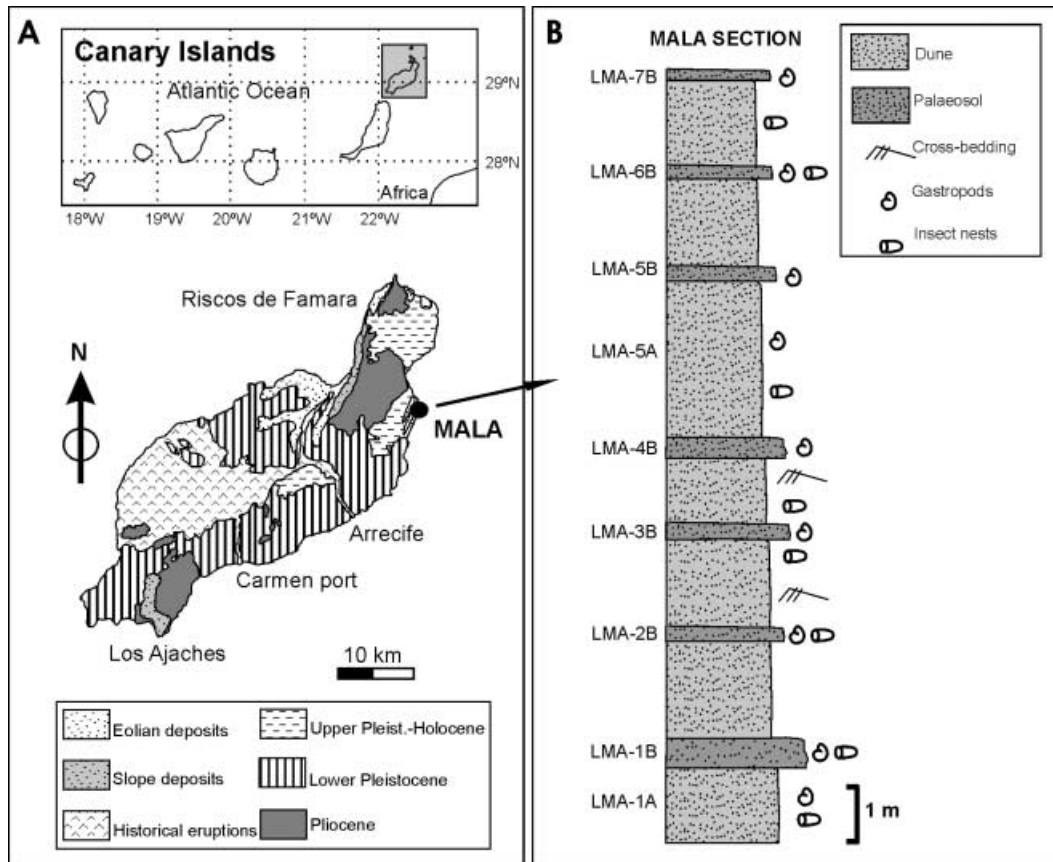 A
Canary Islands
Atlantic Ocean
Africa
29ºN
28ºN
18ºW 19ºW 20ºW 21ºW 22ºW
Riscos de Famara
N
MALA
Arrecife
Carmen port
Los Ajaches
10 km
Eolian deposits
Slope deposits
Historical eruptions
Upper Pleist.-Holocene
Lower Pleistocene
Pliocene
B
MALA SECTION
LMA-7B
LMA-6B
LMA-5B
LMA-5A
LMA-4B
LMA-3B
LMA-2B
LMA-1B
LMA-1A
1 m
Dune
Palaeosol
Cross-bedding
Gastropods
Insect nests